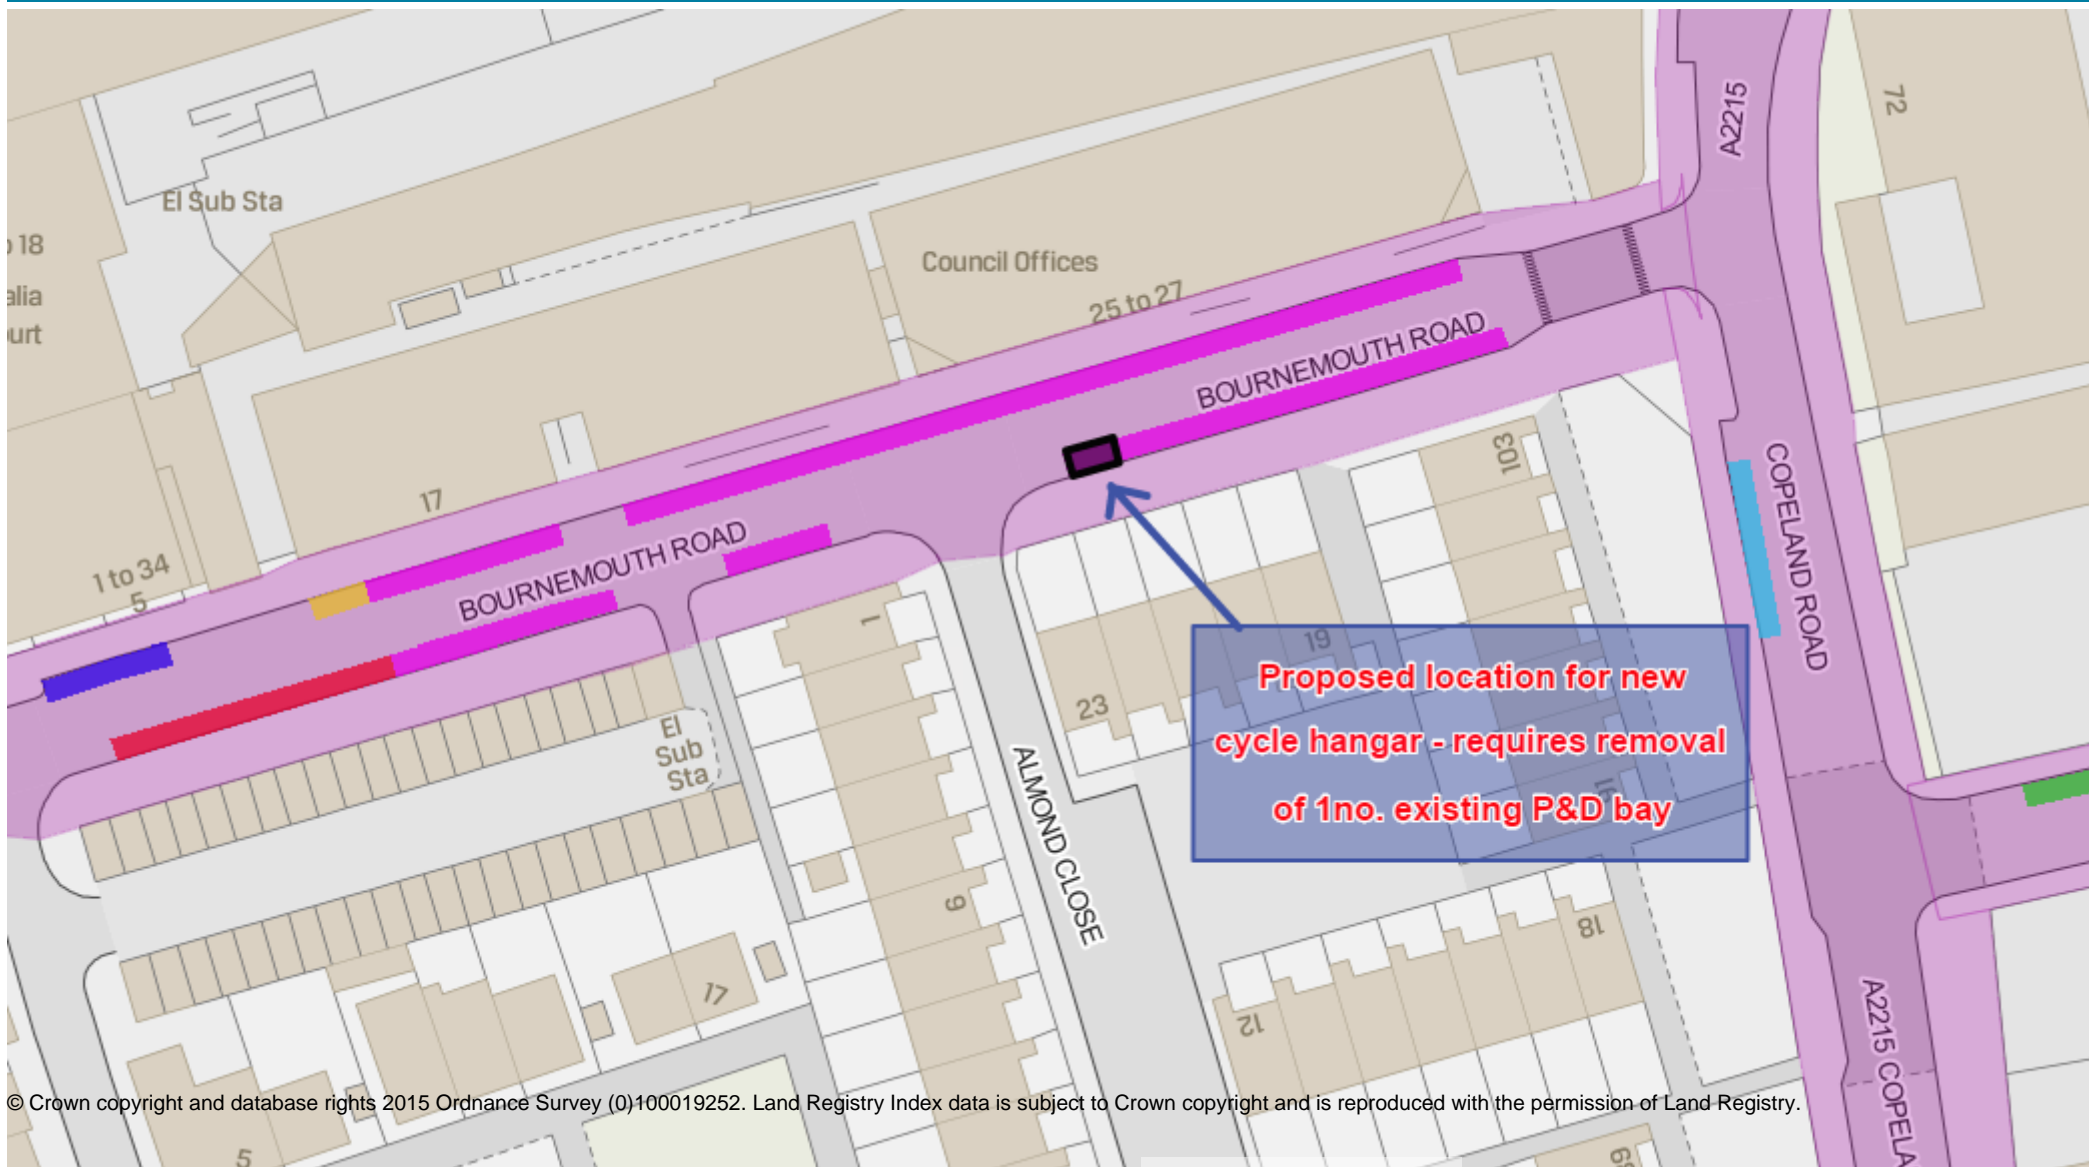 A2215
72
El Sub Sta
18
alia
urt
Council Offices
25 to 27
BOURNEMOUTH ROAD
103
17
COPELAND ROAD
1 to 34
5
BOURNEMOUTH ROAD
1
19
23
El
Sub
Sta
ALMOND CLOSE
Proposed location for new
cycle hangar - requires removal
of 1no. existing P&D bay
91
9
18
17
12
A2215 COPELA
© Crown copyright and database rights 2015 Ordnance Survey (0)100019252. Land Registry Index data is subject to Crown copyright and is reproduced with the permission of Land Registry.
5